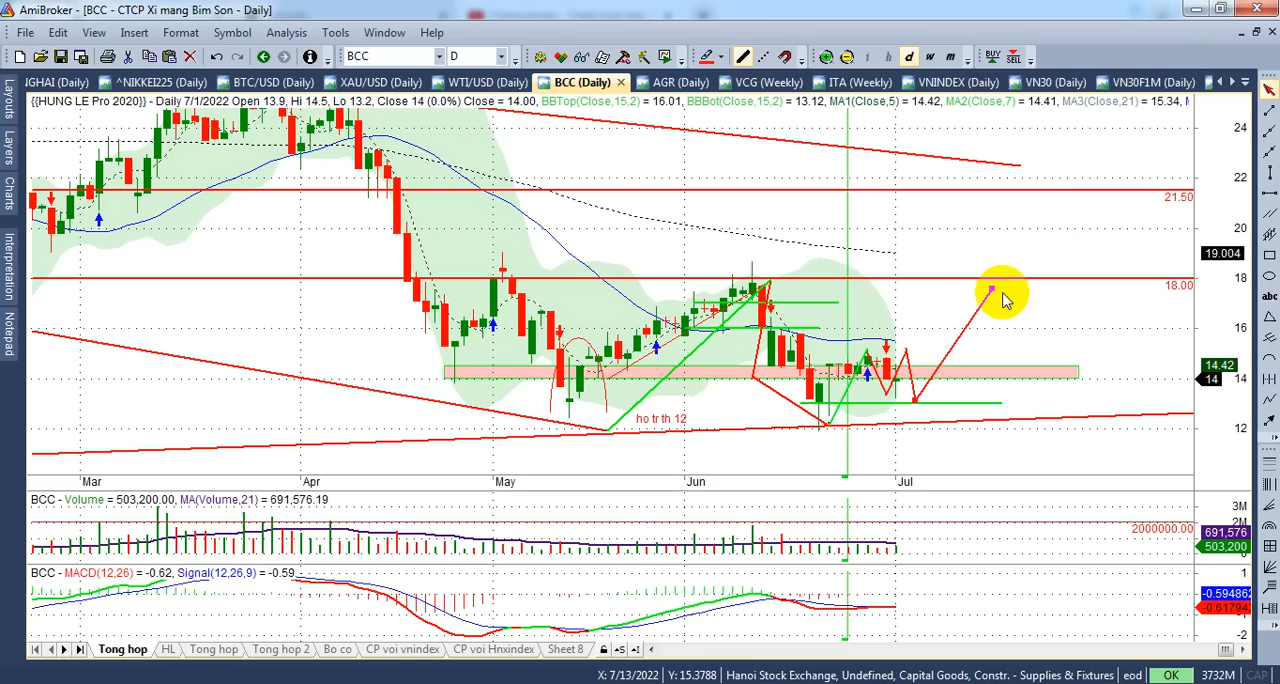 AmiBroker - [BCC - CTCP Xi mang Bim Son - Daily]
File Edit View Insert Format Symbol Analysis Tools Window Help
BCC D h i d w m BUY SELL
IGHAI (Daily) ^NIKKEI225 (Daily) BTC/USD (Daily) XAU/USD (Daily) WTI/USD (Daily) BCC (Daily) AGR (Daily) VCG (Weekly) ITA (Weekly) VNINDEX (Daily) VN30 (Daily) VN30F1M (Daily)
{{HUNG LE Pro 2020}} - Daily 7/1/2022 Open 13.9, Hi 14.5, Lo 13.2, Close 14 (0.0%) Close = 14.00, BBTop(Close,15,2) = 16.01, BBBot(Close,15,2) = 13.12, MA1(Close,5) = 14.42, MA2(Close,7) = 14.41, MA3(Close,21) = 15.34,
Layouts
Layers
Charts
Interpretation
Notepad
24
22
21.50
20
19.004
18
18.00
16
14.42
14
14
12
ho tr th 12
abc
Mar Apr May Jun Jul
BCC - Volume = 503,200.00, MA(Volume,21) = 691,576.19
3M
2M
2000000.00
691,576
503,200
BCC - MACD(12,26) = -0.62, Signal(12,26,9) = -0.59
1
-0.594862
-0.61794
-2
Tong hop HL Tong hop Tong hop 2 Bo co CP voi vnindex CP voi Hnxindex Sheet 8
X: 7/13/2022 Y: 15.3788 Hanoi Stock Exchange, Undefined, Capital Goods, Constr. - Supplies & Fixtures eod OK 3732M CAP